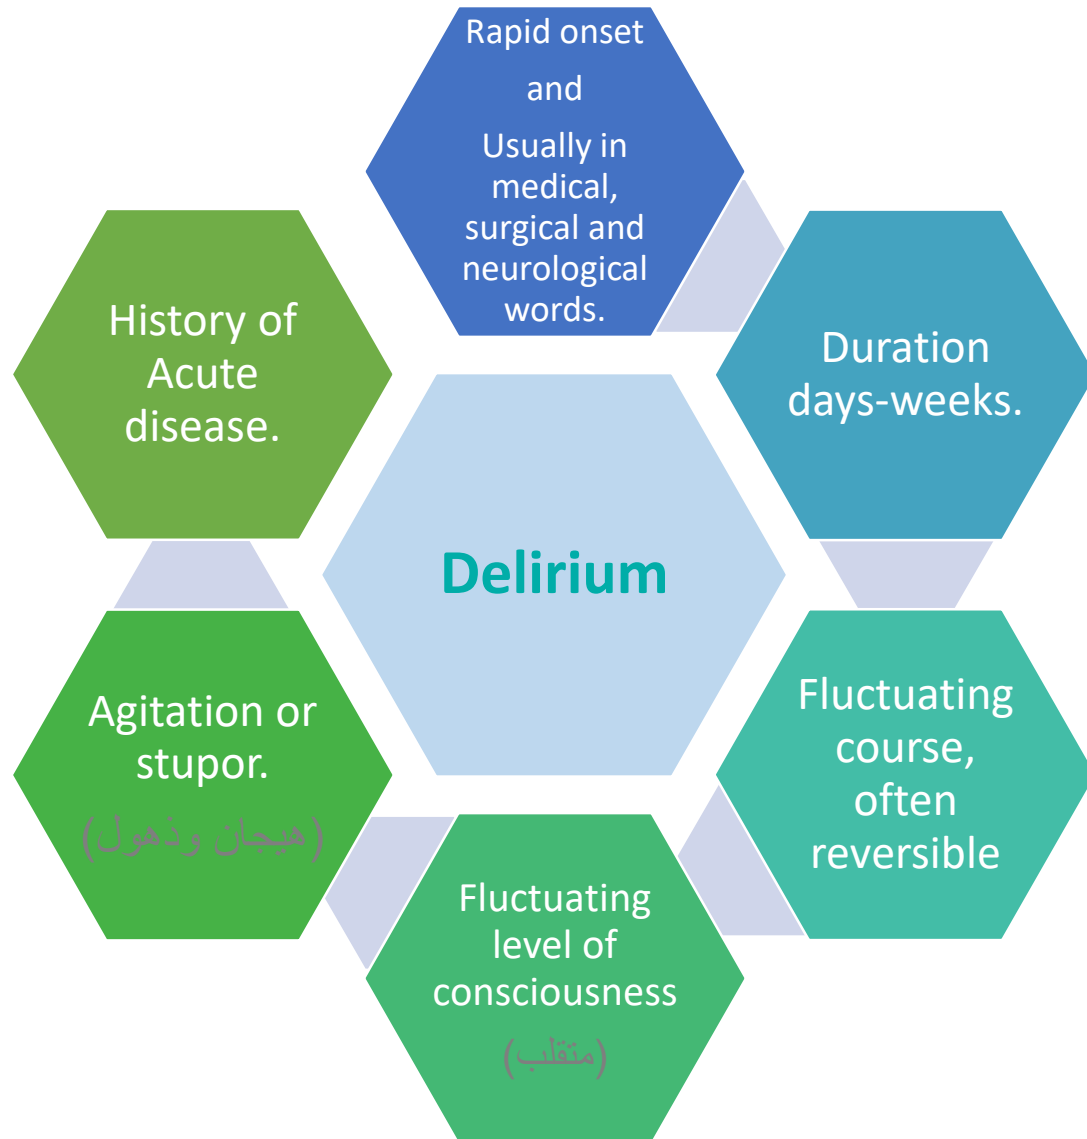 Rapid onset
and
Usually in
medical,
surgical and
neurological
words.
Duration
days-weeks.
Fluctuating
course,
often
reversible
Fluctuating
level of
consciousness
(متقلب)
Agitation or
stupor.
(هيجان وذهول)
History of
Acute
disease.
Delirium